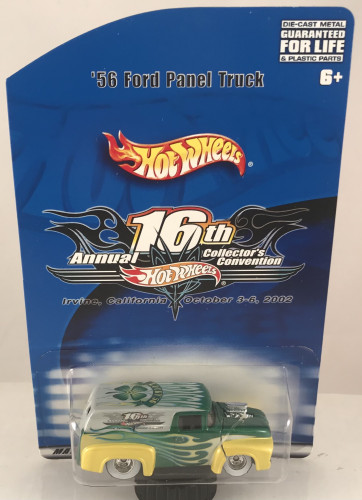 DIE-CAST METAL
GUARANTEED
FOR LIFE
& PLASTIC PARTS
'56 Ford Panel Truck
6+
Hot Wheels
16th
Annual
Collector's
Convention
Hot Wheels
Irvine, California
October 3-6, 2002
16th